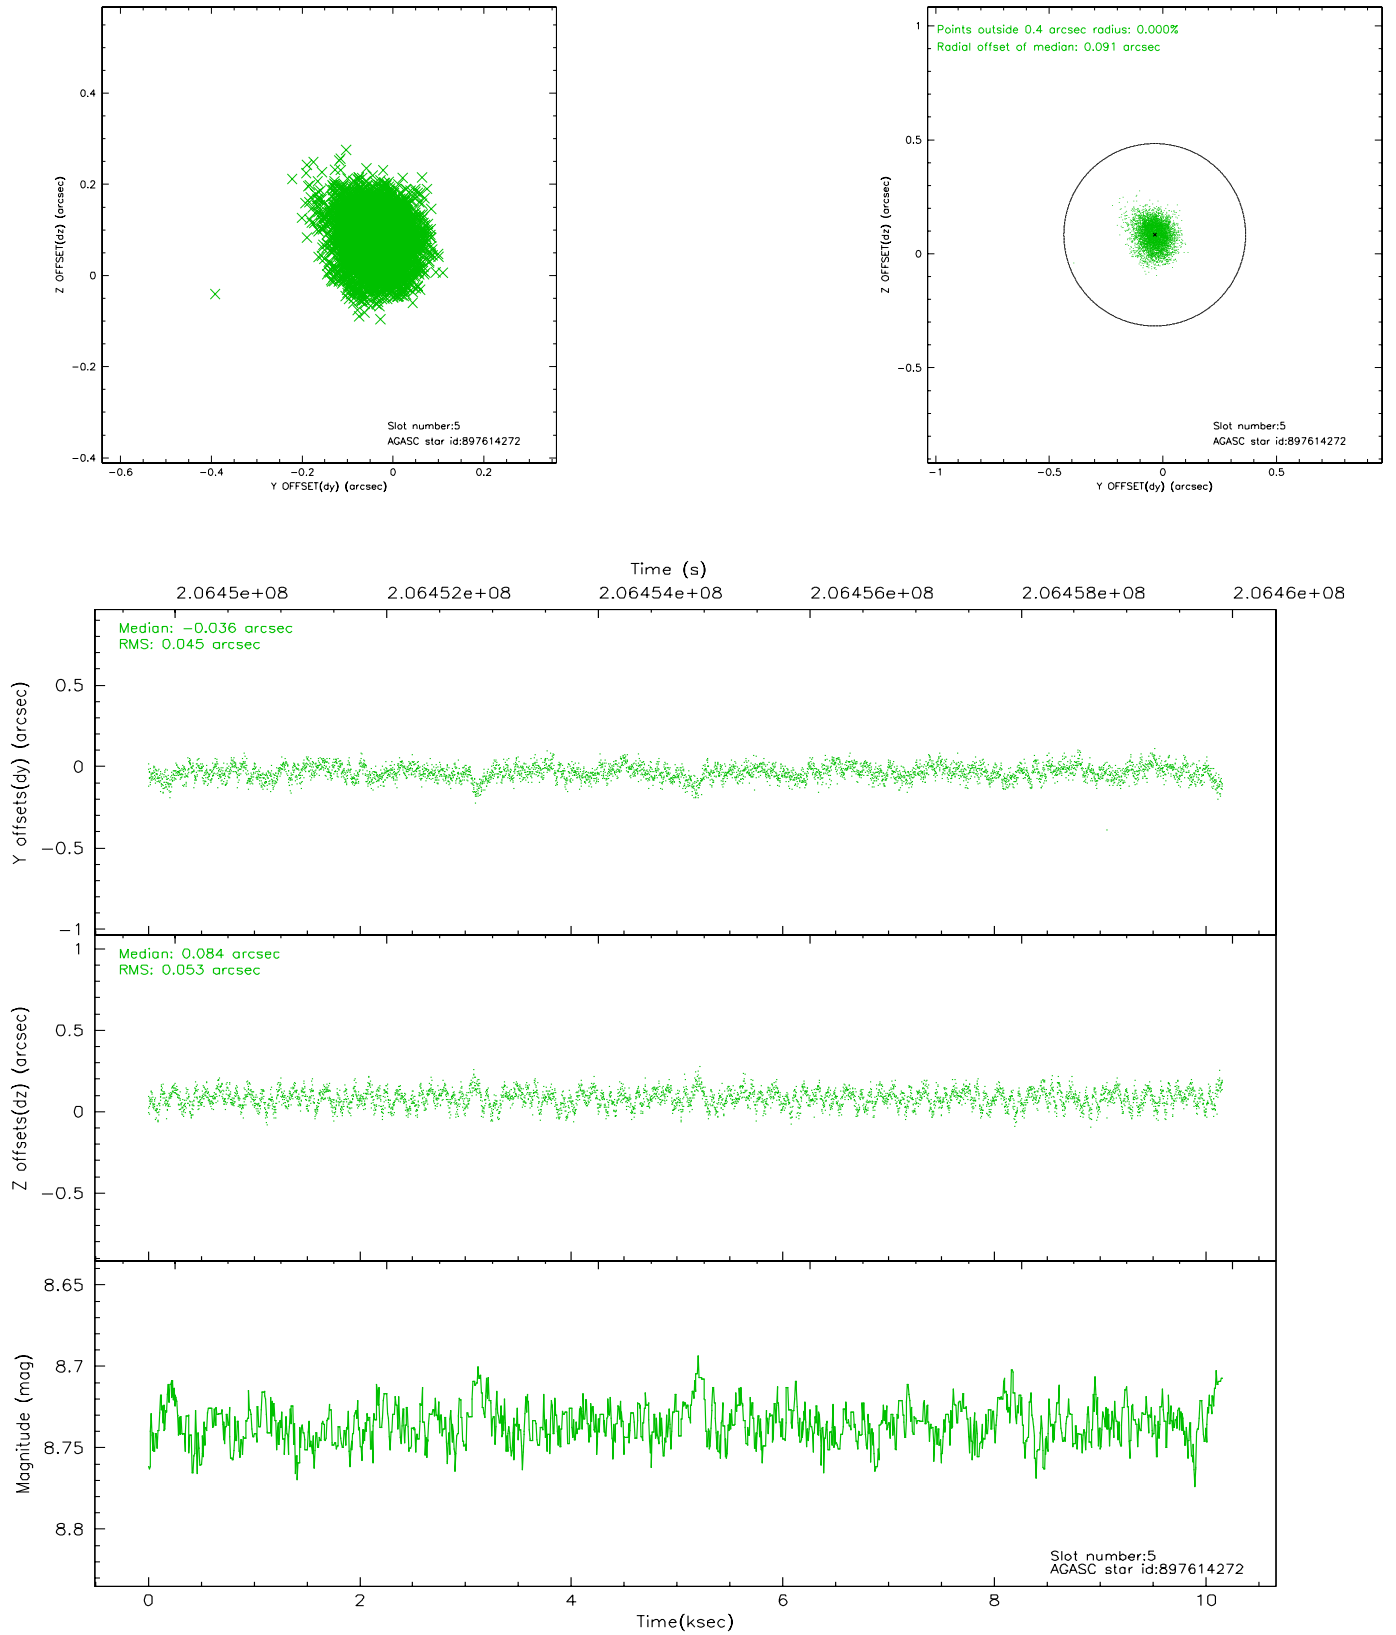 0.4
0.2
0
−0.2
−0.4
Z OFFSET(dz) (arcsec)
Slot number:5
AGASC star id:897614272
−0.6
−0.4
−0.2
0
0.2
Y OFFSET(dy) (arcsec)
Points outside 0.4 arcsec radius: 0.000%
Radial offset of median: 0.091 arcsec
1
0.5
0
−0.5
Z OFFSET(dz) (arcsec)
Slot number:5
AGASC star id:897614272
−1
−0.5
0
0.5
Y OFFSET(dy) (arcsec)
Time (s)
2.0645e+08
2.06452e+08
2.06454e+08
2.06456e+08
2.06458e+08
2.0646e+08
Median: −0.036 arcsec
RMS: 0.045 arcsec
0.5
0
−0.5
−1
Y offsets(dy) (arcsec)
Median: 0.084 arcsec
RMS: 0.053 arcsec
1
0.5
0
−0.5
Z offsets(dz) (arcsec)
8.65
8.7
8.75
8.8
Magnitude (mag)
Slot number:5
AGASC star id:897614272
0
2
4
6
8
10
Time(ksec)